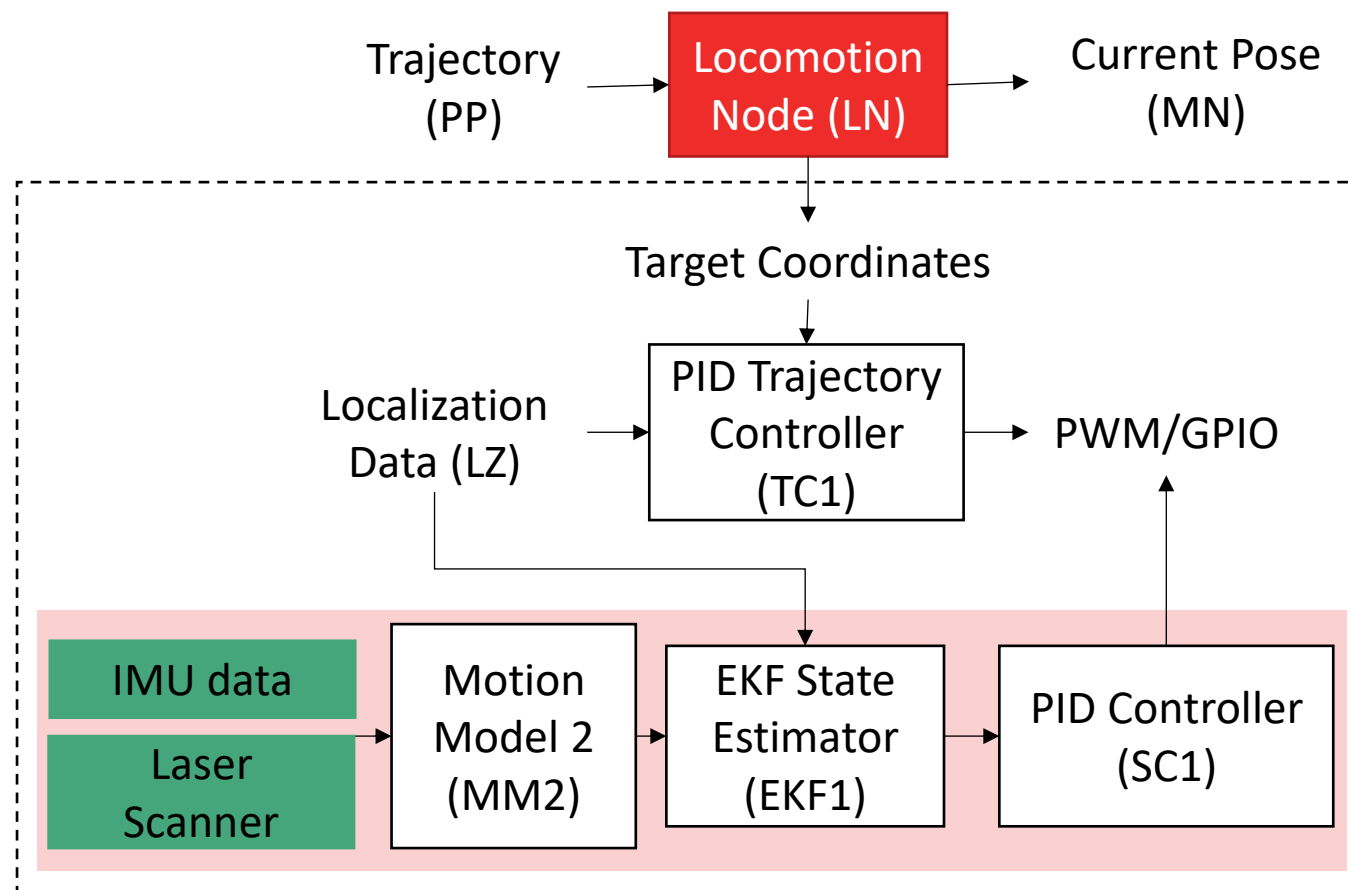 Trajectory
(PP)
Locomotion
Node (LN)
Current Pose
(MN)
Target Coordinates
Localization
Data (LZ)
PID Trajectory
Controller
(TC1)
PWM/GPIO
IMU data
Laser
Scanner
Motion
Model 2
(MM2)
EKF State
Estimator
(EKF1)
PID Controller
(SC1)